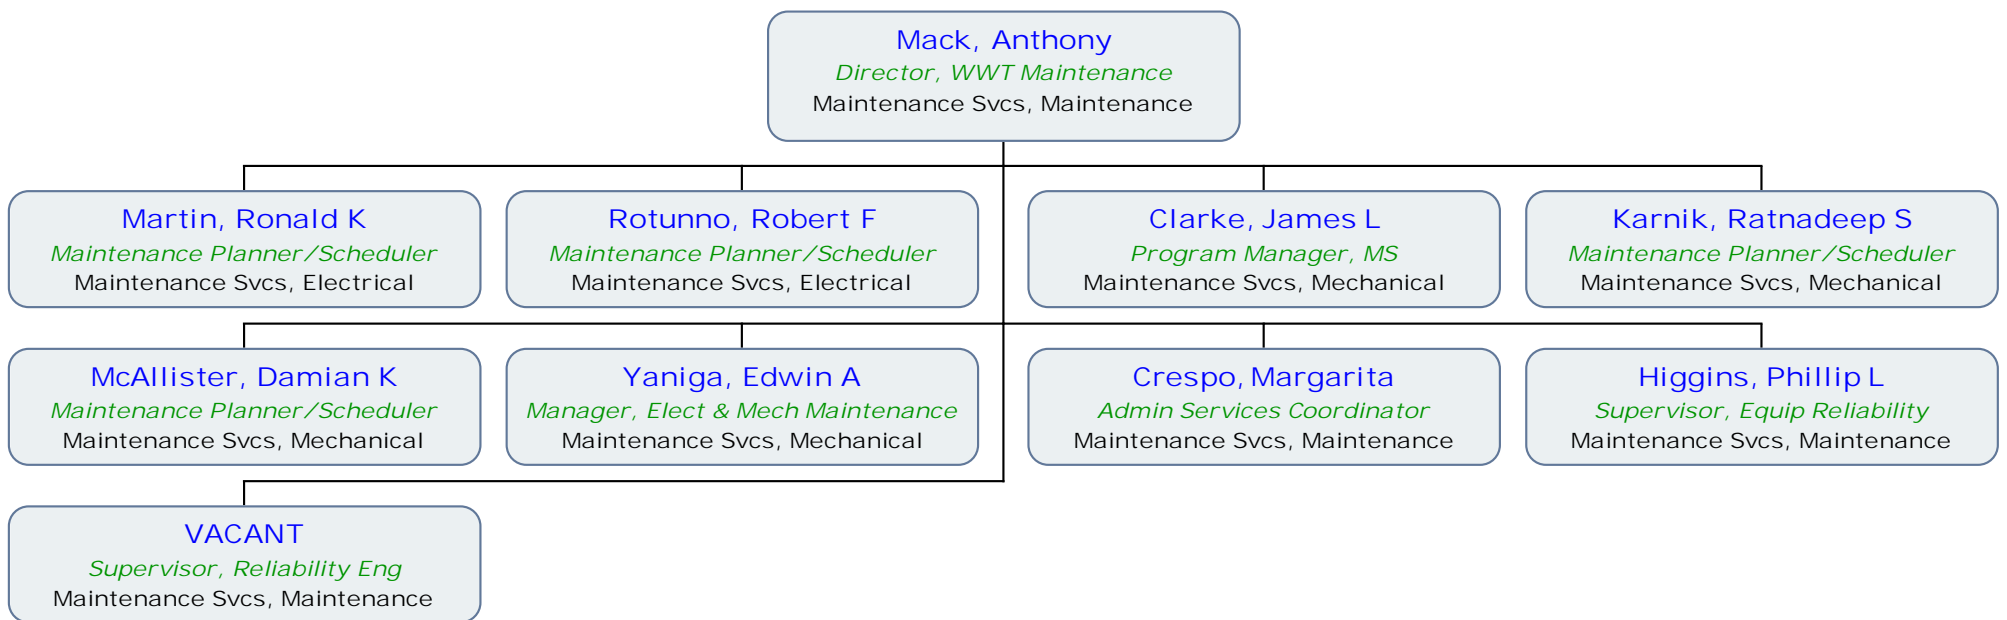 Mack, Anthony
Director, WWT Maintenance
Maintenance Svcs, Maintenance
Martin, Ronald K
Maintenance Planner/Scheduler
Maintenance Svcs, Electrical
Rotunno, Robert F
Maintenance Planner/Scheduler
Maintenance Svcs, Electrical
Clarke, James L
Program Manager, MS
Maintenance Svcs, Mechanical
Karnik, Ratnadeep S
Maintenance Planner/Scheduler
Maintenance Svcs, Mechanical
McAllister, Damian K
Maintenance Planner/Scheduler
Maintenance Svcs, Mechanical
Yaniga, Edwin A
Manager, Elect & Mech Maintenance
Maintenance Svcs, Mechanical
Crespo, Margarita
Admin Services Coordinator
Maintenance Svcs, Maintenance
Higgins, Phillip L
Supervisor, Equip Reliability
Maintenance Svcs, Maintenance
VACANT
Supervisor, Reliability Eng
Maintenance Svcs, Maintenance